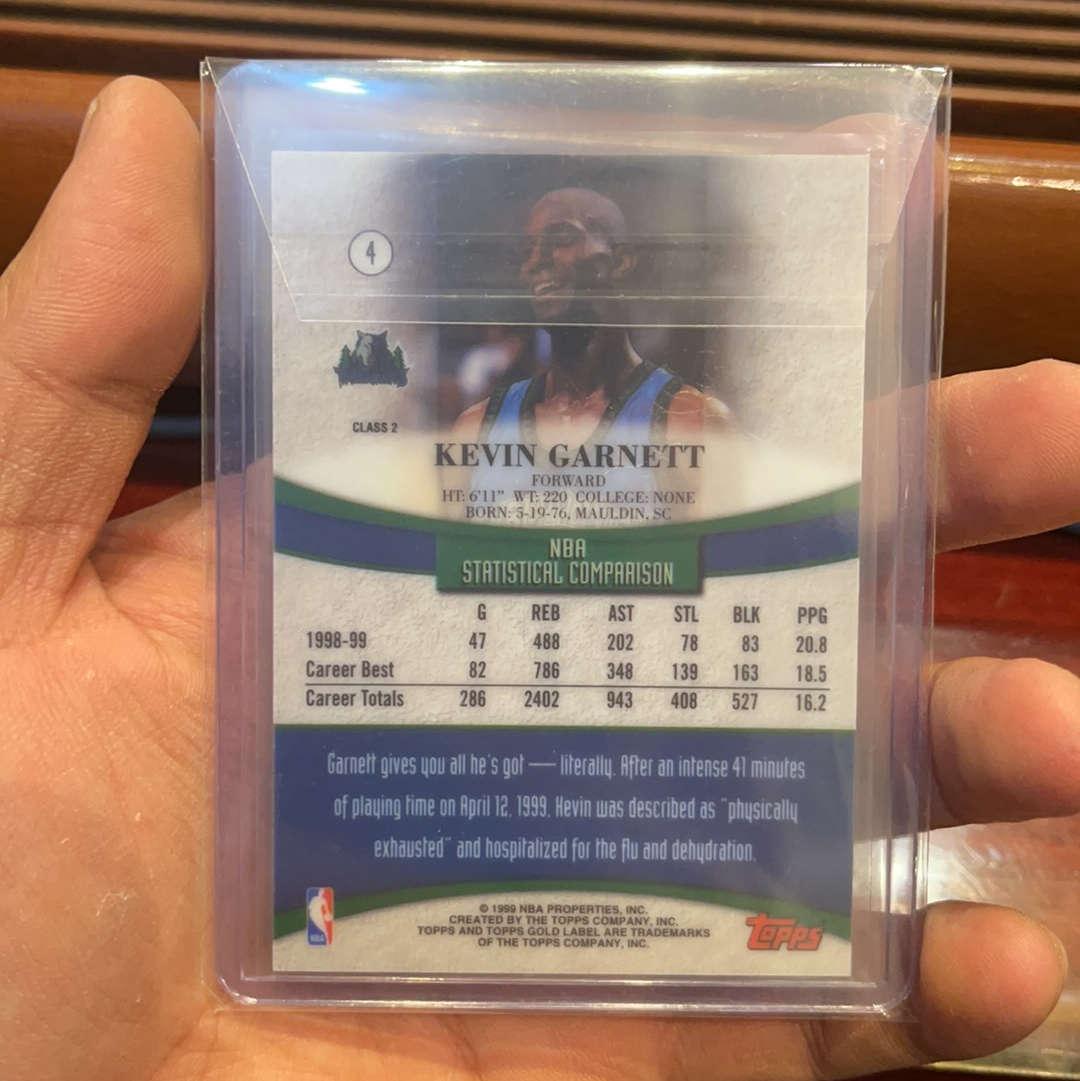 4
CLASS 2
KEVIN GARNETT
FORWARD
HT: 6'11" WT: 220 COLLEGE: NONE
BORN: 5-19-76, MAULDIN, SC
NBA
STATISTICAL COMPARISON
G REB AST STL BLK PPG
1998-99 47 488 202 78 83 20.8
Career Best 82 786 348 139 163 18.5
Career Totals 286 2402 943 408 527 16.2
Garnett gives you all he's got — literally. After an intense 41 minutes
of playing time on April 12, 1999, Kevin was described as "physically
exhausted" and hospitalized for the flu and dehydration.
© 1999 NBA PROPERTIES, INC.
CREATED BY THE TOPPS COMPANY, INC.
TOPPS AND TOPPS GOLD LABEL ARE TRADEMARKS
OF THE TOPPS COMPANY, INC.
NBA
Topps